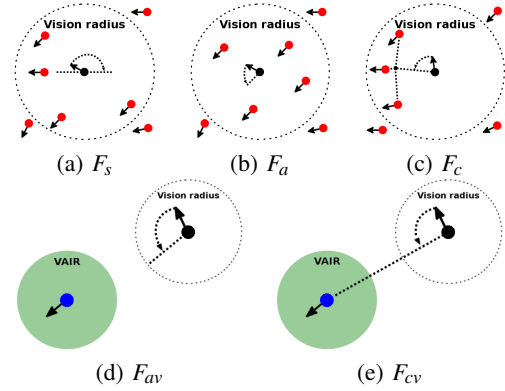 Vision radius
Vision radius
Vision radius
(a) Fs
(b) Fa
(c) Fc
Vision radius
VAIR
Vision radius
VAIR
(d) Fav
(e) Fcv